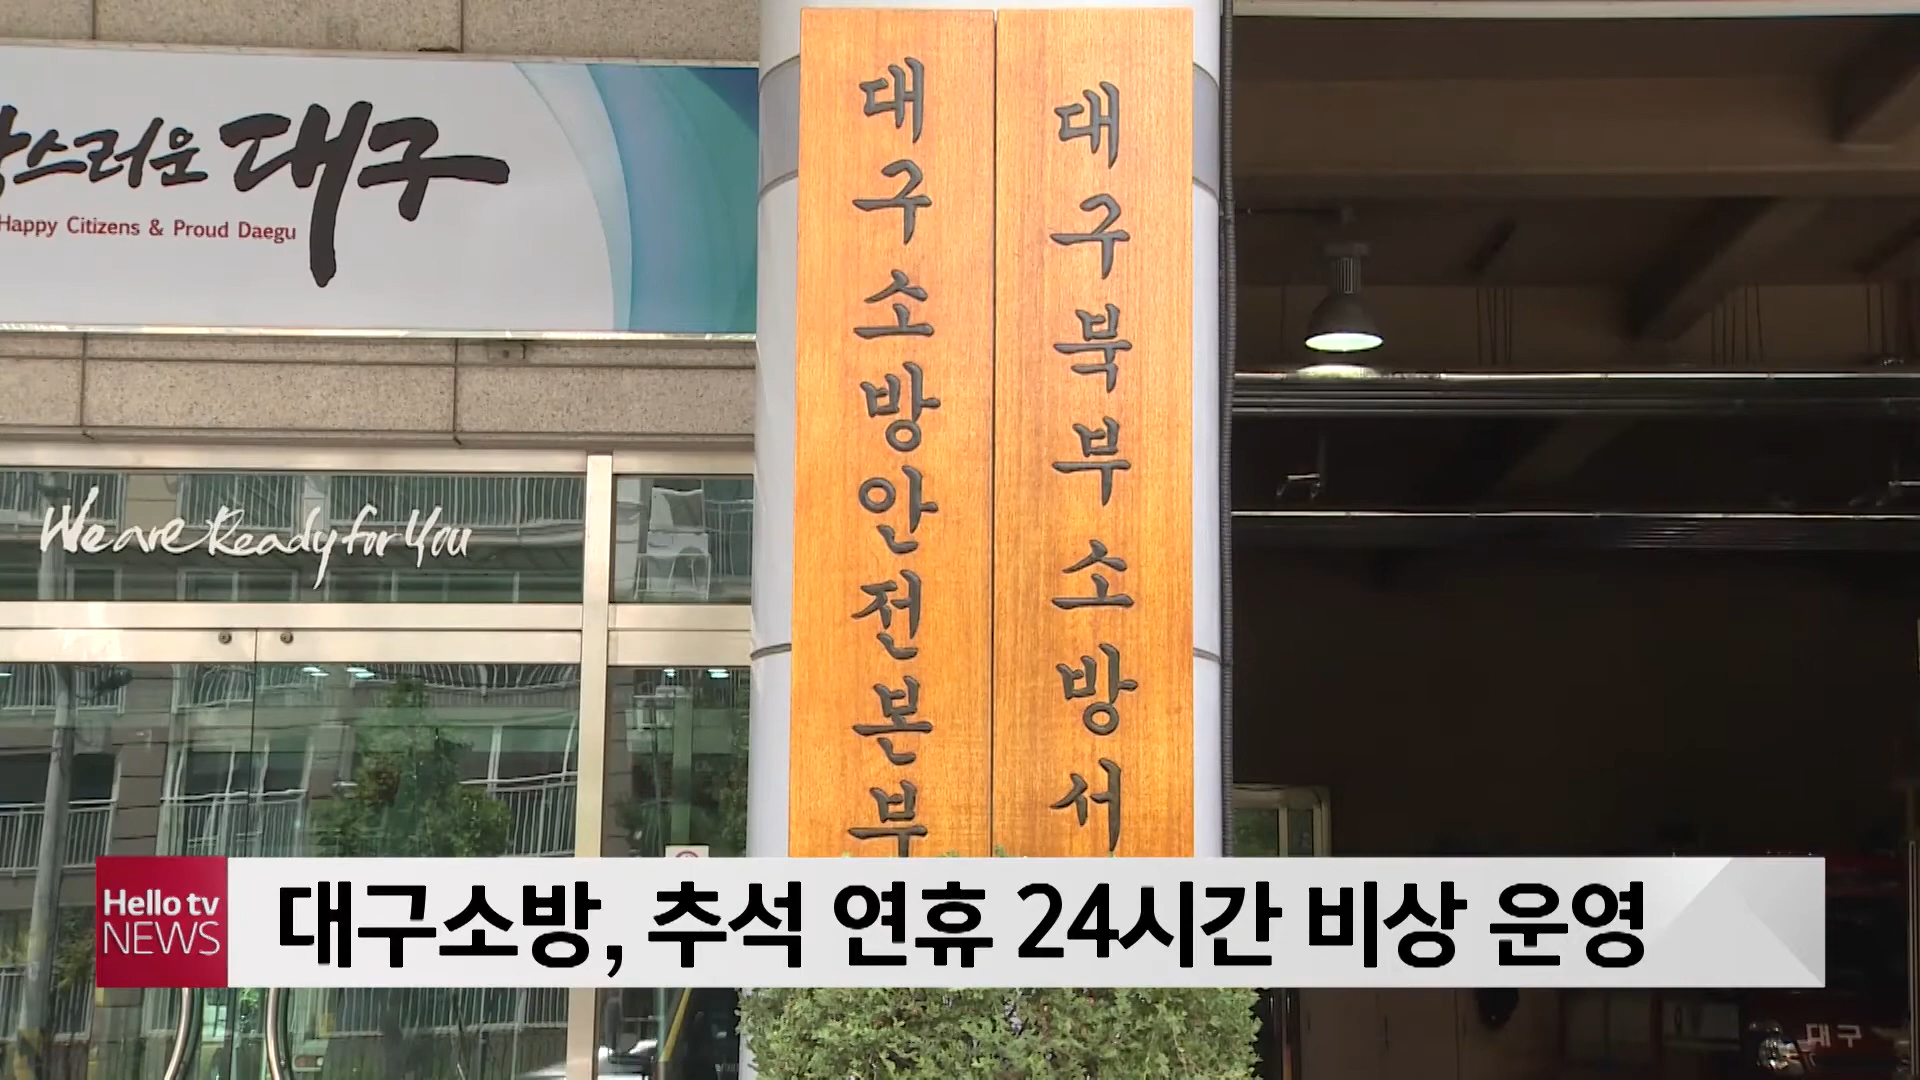 스러운 대구
Happy Citizens & Proud Daegu
We are Ready for You
대구소방안전본부
대구북부소방서
Hello tv
NEWS
대구소방, 추석 연휴 24시간 비상 운영
대구